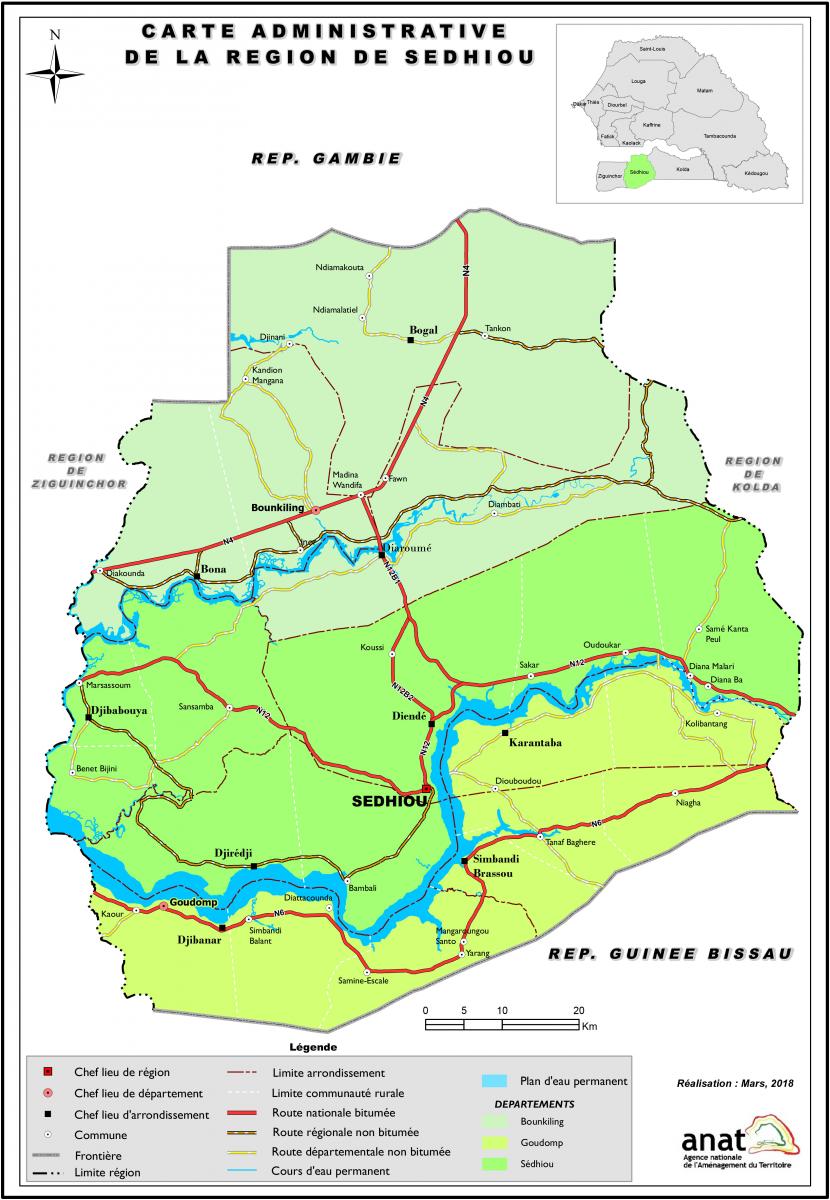 CARTE ADMINISTRATIVE
DE LA REGION DE SEDHIOU
N
REP. GAMBIE
Saint-Louis
Louga
Matam
Dakar
Thiès
Diourbel
Kaffrine
Fatick
Kaolack
Tambacounda
Ziguinchor
Sédhiou
Kolda
Kédougou
N4
Ndiamakouta
Ndiamalatiel
Bogal
Tankon
Djinani
Kandion
Mangana
N4
REGION
DE
ZIGUINCHOR
REGION
DE
KOLDA
Madina
Wandifa
Fawn
Bounkiling
Diambati
N4
Inor
Diaroumé
Diakounda
Bona
N12B1
Samé Kanta
Peul
Koussi
Oudoukar
Sakar
N12
Diana Malari
Diana Ba
Marsassoum
N12B2
Djibabouya
Sansamba
N12
Diendé
Kolibantang
Karantaba
N12
Benet Bijini
Diouboudou
SEDHIOU
Niagha
N6
Tanaf Baghere
Djirédji
Simbandi
Brassou
Bambali
Goudomp
Diattacounda
Kaour
N6
Simbandi
Balant
Djibanar
Mangaroungou
Santo
Yarang
REP. GUINEE BISSAU
Samine-Escale
0 5 10 20
Km
Légende
Chef lieu de région
Chef lieu de département
Chef lieu d'arrondissement
Commune
Frontière
Limite région
Limite arrondissement
Limite communauté rurale
Route nationale bitumée
Route régionale non bitumée
Route départementale non bitumée
Cours d'eau permanent
Plan d'eau permanent
DEPARTEMENTS
Bounkiling
Goudomp
Sédhiou
Réalisation : Mars, 2018
anat
Agence nationale
de l'Aménagement du Territoire